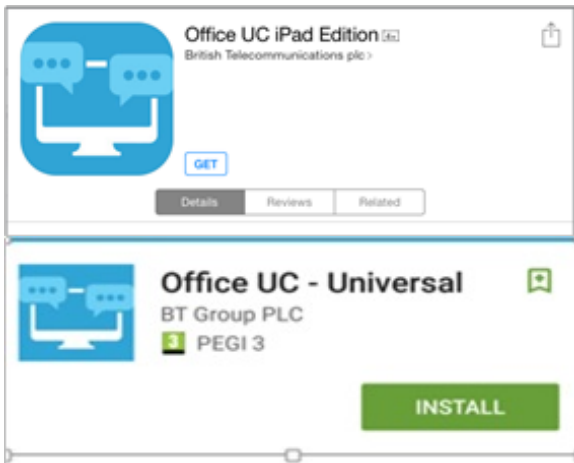 Office UC iPad Edition 4+
British Telecommunications plc >
GET
Details Reviews Related
Office UC - Universal
BT Group PLC
3 PEGI 3
INSTALL